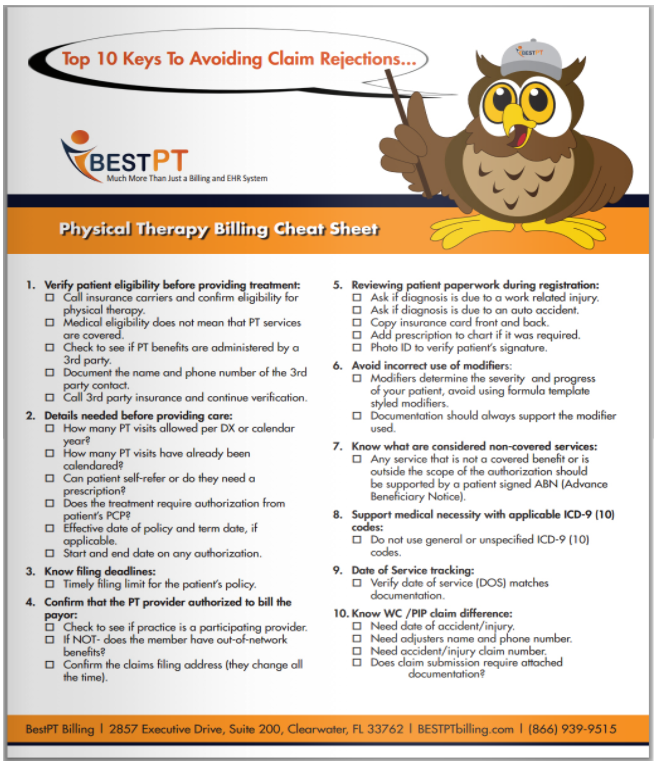 BESTPT
Top 10 Keys To Avoiding Claim Rejections...
BESTPT
Much More Than Just a Billing and EHR System
Physical Therapy Billing Cheat Sheet
1. Verify patient eligibility before providing treatment:
Call insurance carriers and confirm eligibility for
physical therapy.
Medical eligibility does not mean that PT services
are covered.
Check to see if PT benefits are administered by a
3rd party.
Document the name and phone number of the 3rd
party contact.
Call 3rd party insurance and continue verification.
2. Details needed before providing care:
How many PT visits allowed per DX or calendar
year?
How many PT visits have already been
calendared?
Can patient self-refer or do they need a
prescription?
Does the treatment require authorization from
patient's PCP?
Effective date of policy and term date, if
applicable.
Start and end date on any authorization.
3. Know filing deadlines:
Timely filing limit for the patient's policy.
4. Confirm that the PT provider authorized to bill the
payor:
Check to see if practice is a participating provider.
If NOT- does the member have out-of-network
benefits?
Confirm the claims filing address (they change all
the time).
5. Reviewing patient paperwork during registration:
Ask if diagnosis is due to a work related injury.
Ask if diagnosis is due to an auto accident.
Copy insurance card front and back.
Add prescription to chart if it was required.
Photo ID to verify patient's signature.
6. Avoid incorrect use of modifiers:
Modifiers determine the severity and progress
of your patient, avoid using formula template
styled modifiers.
Documentation should always support the modifier
used.
7. Know what are considered non-covered services:
Any service that is not a covered benefit or is
outside the scope of the authorization should
be supported by a patient signed ABN (Advance
Beneficiary Notice).
8. Support medical necessity with applicable ICD-9 (10)
codes:
Do not use general or unspecified ICD-9 (10)
codes.
9. Date of Service tracking:
Verify date of service (DOS) matches
documentation.
10. Know WC /PIP claim difference:
Need date of accident/injury.
Need adjusters name and phone number.
Need accident/injury claim number.
Does claim submission require attached
documentation?
BestPT Billing | 2857 Executive Drive, Suite 200, Clearwater, FL 33762 | BESTPTbilling.com | (866) 939-9515